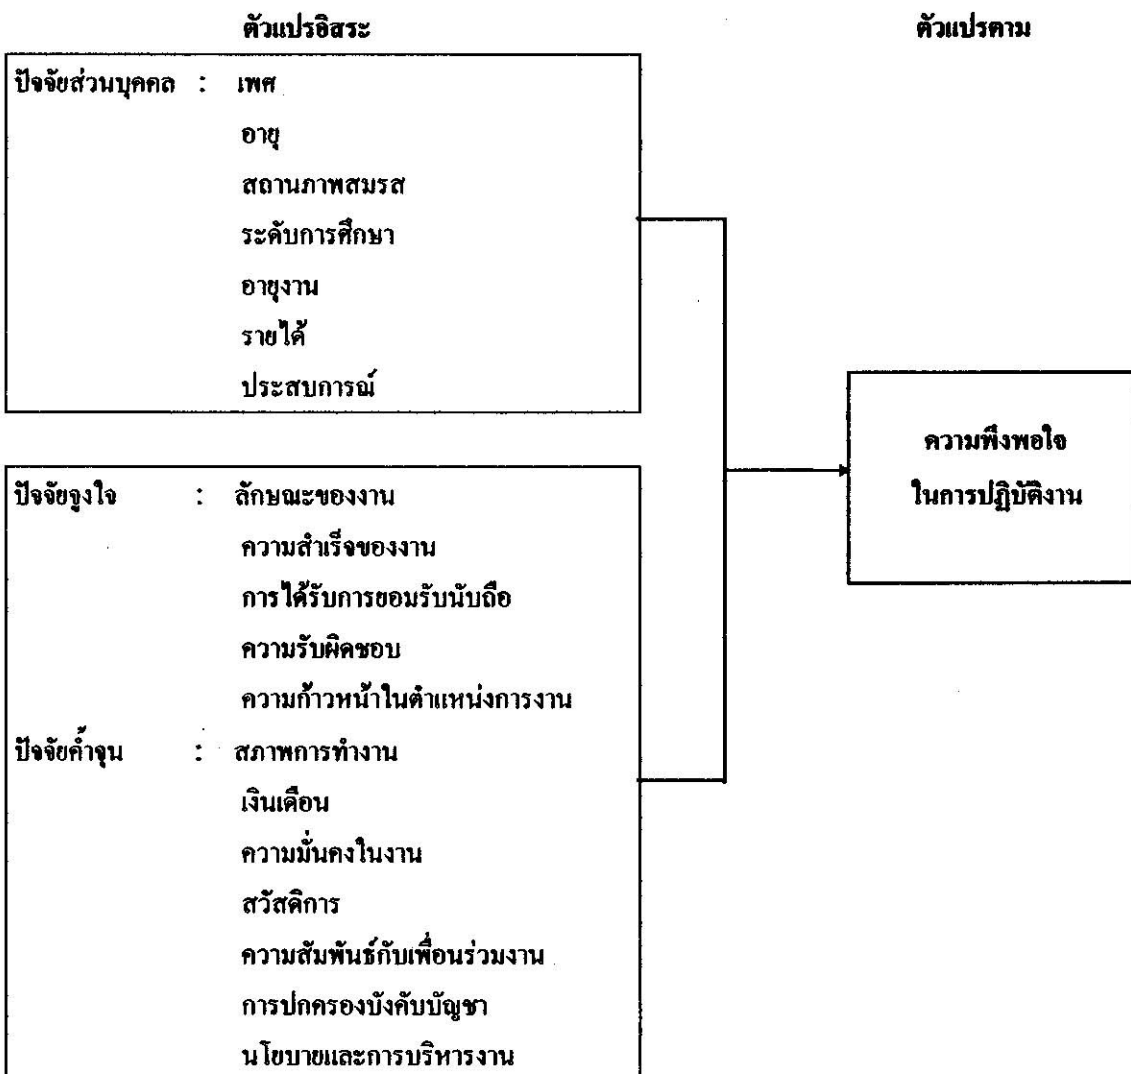 ตัวแปรอิสระ ตัวแปรตาม
ปัจจัยส่วนบุคคล : เพศ
อายุ
สถานภาพสมรส
ระดับการศึกษา
อายุงาน
รายได้
ประสบการณ์
ความพึงพอใจ
ในการปฏิบัติงาน
ปัจจัยจูงใจ : ลักษณะของงาน
ความสำเร็จของงาน
การได้รับการยอมรับนับถือ
ความรับผิดชอบ
ความก้าวหน้าในตำแหน่งการงาน
ปัจจัยค้ำจุน : สภาพการทำงาน
เงินเดือน
ความมั่นคงในงาน
สวัสดิการ
ความสัมพันธ์กับเพื่อนร่วมงาน
การปกครองบังคับบัญชา
นโยบายและการบริหารงาน